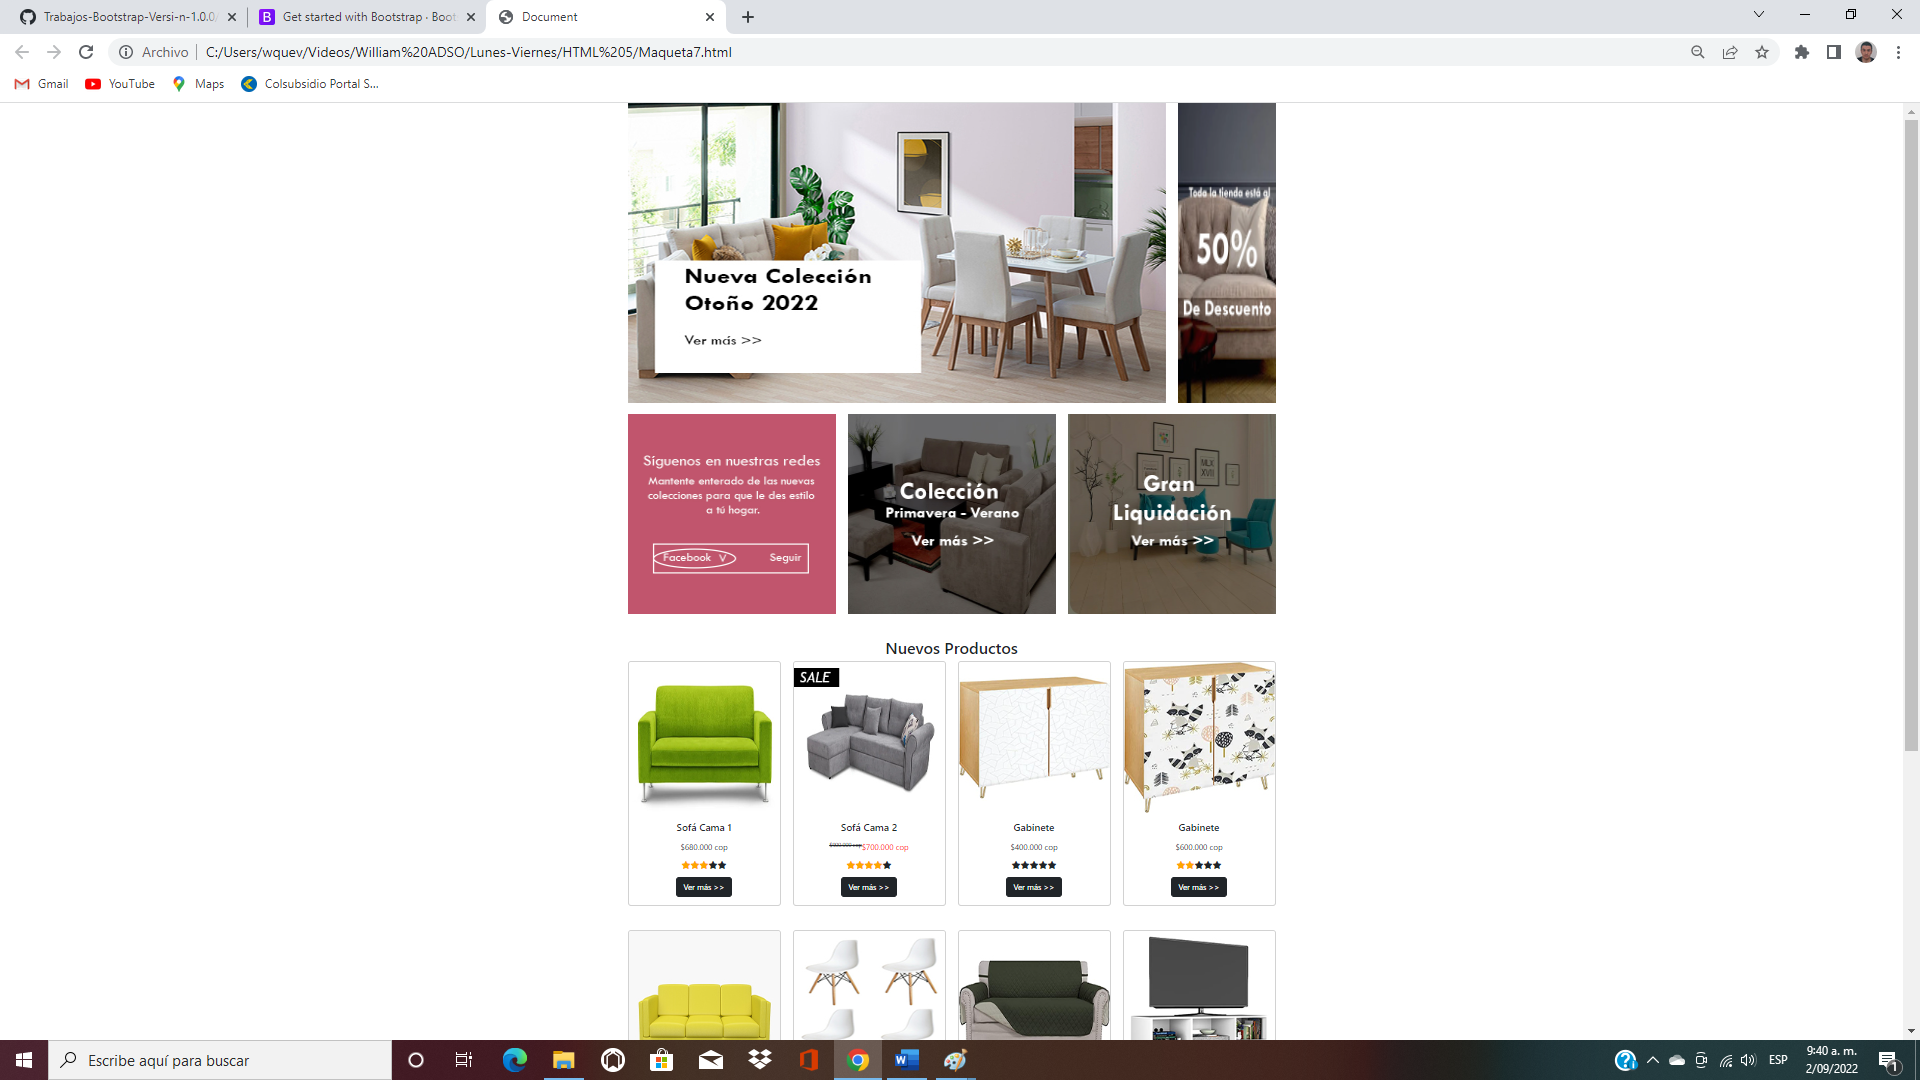 Trabajos-Bootstrap-Versi-n-1.0.0/
Get started with Bootstrap · Boot
Document
Archivo
C:/Users/wquev/Videos/William%20ADSO/Lunes-Viernes/HTML%205/Maqueta7.html
Gmail
YouTube
Maps
Colsubsidio Portal S...
Nueva Colección
Otoño 2022
Ver más >>
Toda la tienda está al
50%
De Descuento
Síguenos en nuestras redes
Mantente enterado de las nuevas
colecciones para que le des estilo
a tú hogar.
Facebook V
Seguir
Colección
Primavera - Verano
Ver más >>
Gran
Liquidación
Ver más >>
Nuevos Productos
SALE
Sofá Cama 1
$680.000 cop
Ver más >>
Sofá Cama 2
$700.000 cop
Ver más >>
Gabinete
$400.000 cop
Ver más >>
Gabinete
$600.000 cop
Ver más >>
Escribe aquí para buscar
ESP
9:40 a. m.
2/09/2022
1